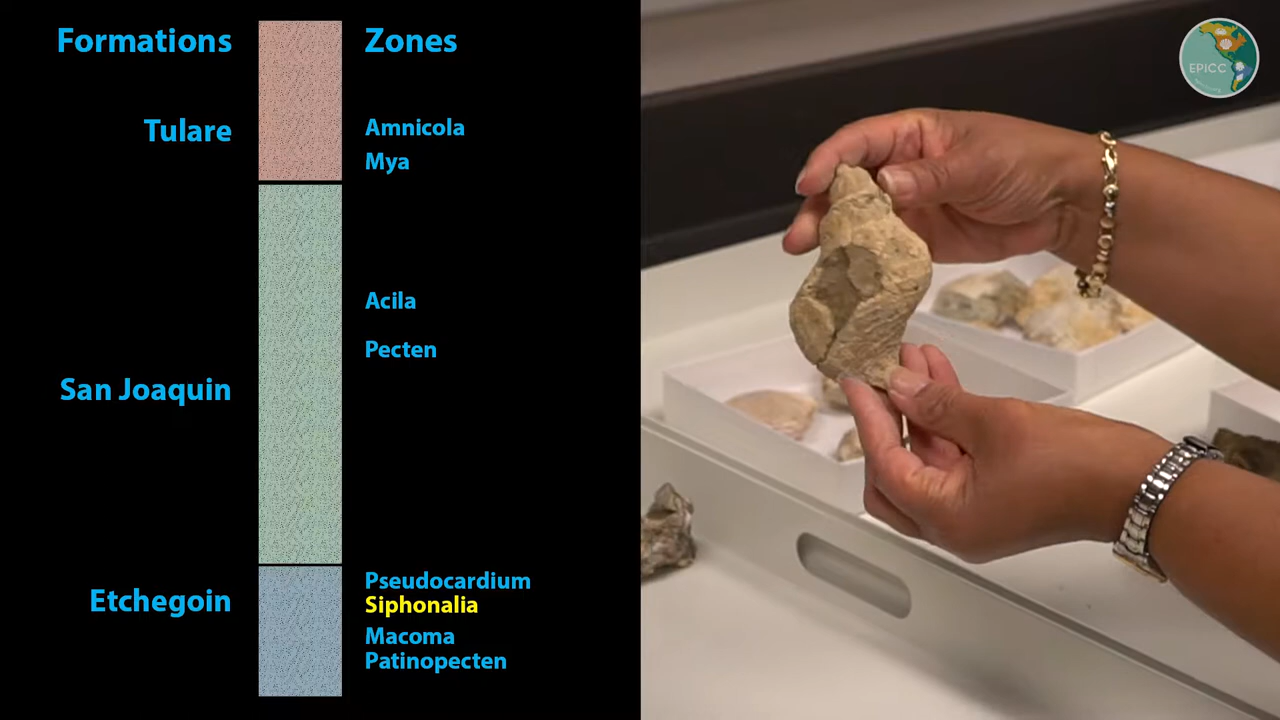 Formations
Zones
Tulare
Amnicola
Mya
Acila
Pecten
San Joaquin
Etchegoin
Pseudocardium
Siphonalia
Macoma
Patinopecten
EPICC